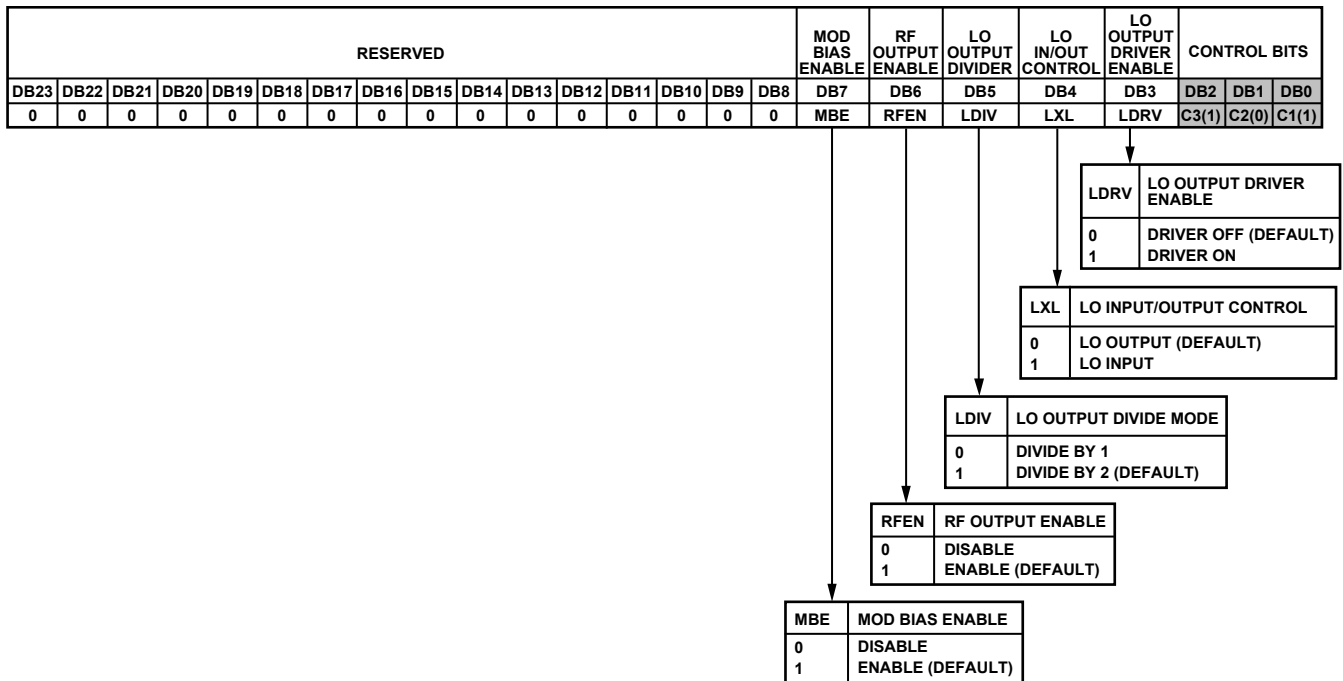 RESERVED
MOD BIAS ENABLE
RF OUTPUT ENABLE
LO OUTPUT DIVIDER
LO IN/OUT CONTROL
LO OUTPUT DRIVER ENABLE
CONTROL BITS
DB23 DB22 DB21 DB20 DB19 DB18 DB17 DB16 DB15 DB14 DB13 DB12 DB11 DB10 DB9 DB8 DB7 DB6 DB5 DB4 DB3 DB2 DB1 DB0
0 0 0 0 0 0 0 0 0 0 0 0 0 0 0 0 MBE RFEN LDIV LXL LDRV C3(1) C2(0) C1(1)
LDRV LO OUTPUT DRIVER
ENABLE
0 DRIVER OFF (DEFAULT)
1 DRIVER ON
LXL LO INPUT/OUTPUT CONTROL
0 LO OUTPUT (DEFAULT)
1 LO INPUT
LDIV LO OUTPUT DIVIDE MODE
0 DIVIDE BY 1
1 DIVIDE BY 2 (DEFAULT)
RFEN RF OUTPUT ENABLE
0 DISABLE
1 ENABLE (DEFAULT)
MBE MOD BIAS ENABLE
0 DISABLE
1 ENABLE (DEFAULT)